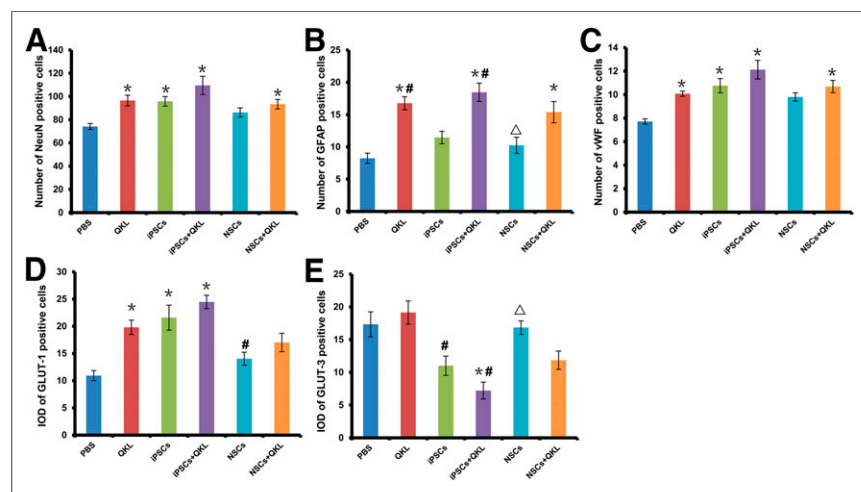 A
Number of NeuN positive cells
140
120
100
80
60
40
20
0
* * * *
PBS QKL iPSCs iPSCs+QKL NSCs NSCs+QKL
B
Number of GFAP positive cells
25
20
15
10
5
0
*# *# △ *
PBS QKL iPSCs iPSCs+QKL NSCs NSCs+QKL
C
Number of vWF positive cells
14
12
10
8
6
4
2
0
* * * *
PBS QKL iPSCs iPSCs+QKL NSCs NSCs+QKL
D
IOD of GLUT-1 positive cells
30
25
20
15
10
5
0
* * * #
PBS QKL iPSCs iPSCs+QKL NSCs NSCs+QKL
E
IOD of GLUT-3 positive cells
25
20
15
10
5
0
# *# △
PBS QKL iPSCs iPSCs+QKL NSCs NSCs+QKL